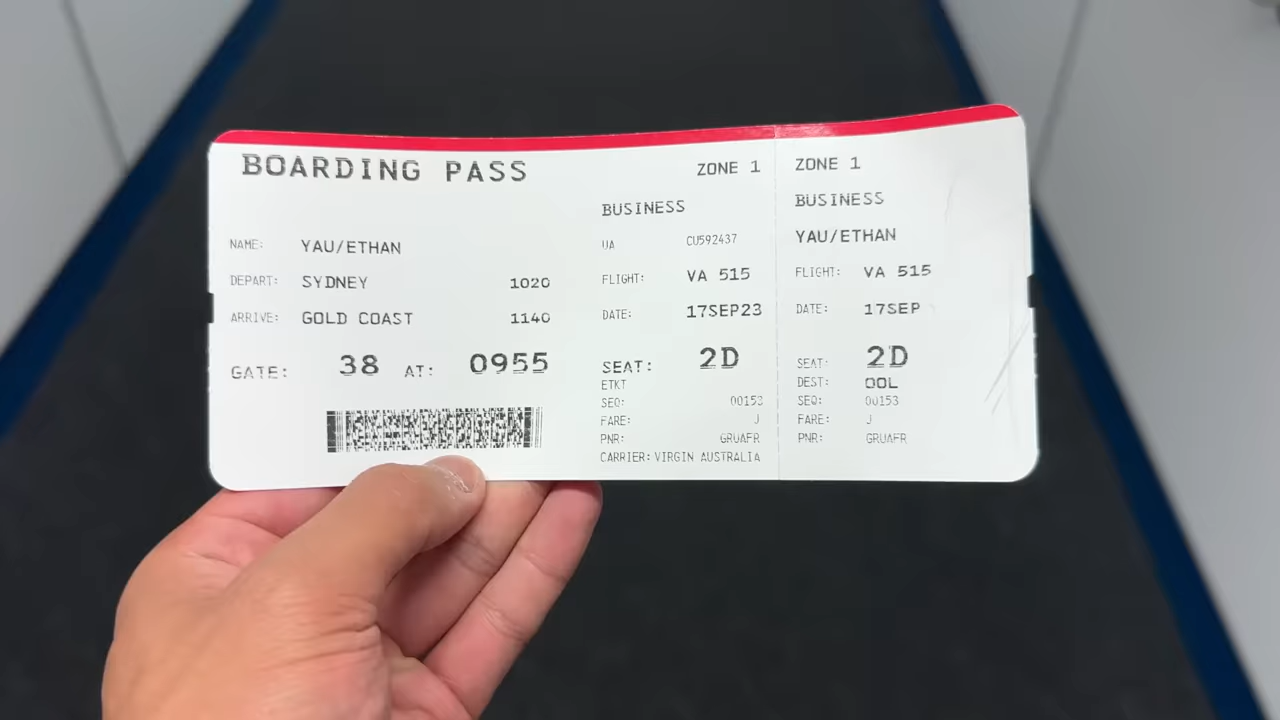 BOARDING PASS
ZONE 1
BUSINESS
NAME: YAU/ETHAN
UA CU592437
DEPART: SYDNEY 1020
FLIGHT: VA 515
ARRIVE: GOLD COAST 1140
DATE: 17SEP23
GATE: 38 AT: 0955
SEAT: 2D
ETKT
SEQ: 00153
FARE: J
PNR: GRUAFR
CARRIER: VIRGIN AUSTRALIA
ZONE 1
BUSINESS
YAU/ETHAN
FLIGHT: VA 515
DATE: 17SEP
SEAT: 2D
DEST: OOL
SEQ: 00153
FARE: J
PNR: GRUAFR